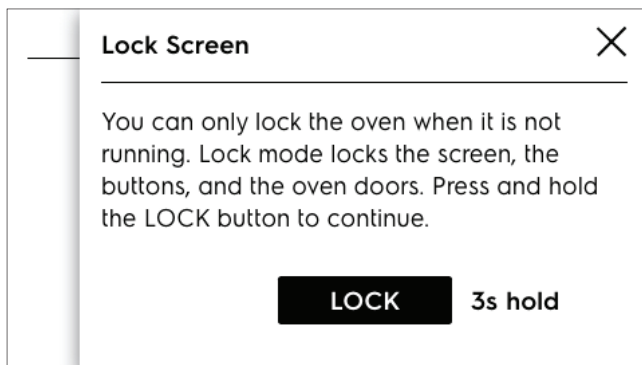 Lock Screen
You can only lock the oven when it is not
running. Lock mode locks the screen, the
buttons, and the oven doors. Press and hold
the LOCK button to continue.
LOCK 3s hold